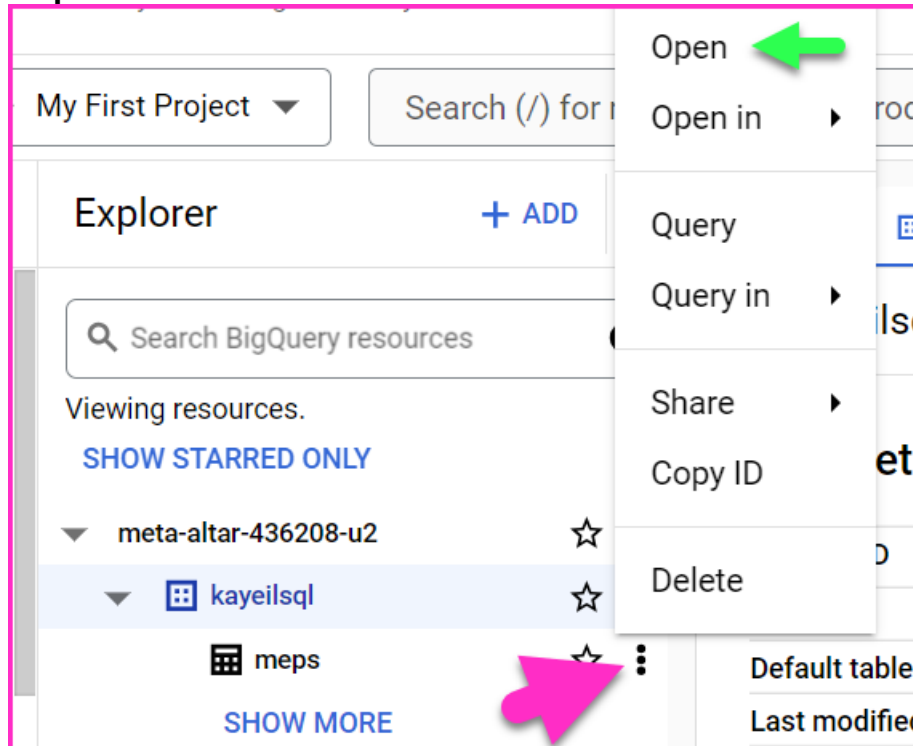 Open
My First Project
Search (/) for
Open in
Explorer
+ ADD
Query
Search BigQuery resources
Query in
Viewing resources.
Share
SHOW STARRED ONLY
Copy ID
meta-altar-436208-u2
Delete
kayeilsql
meps
Default table
SHOW MORE
Last modified